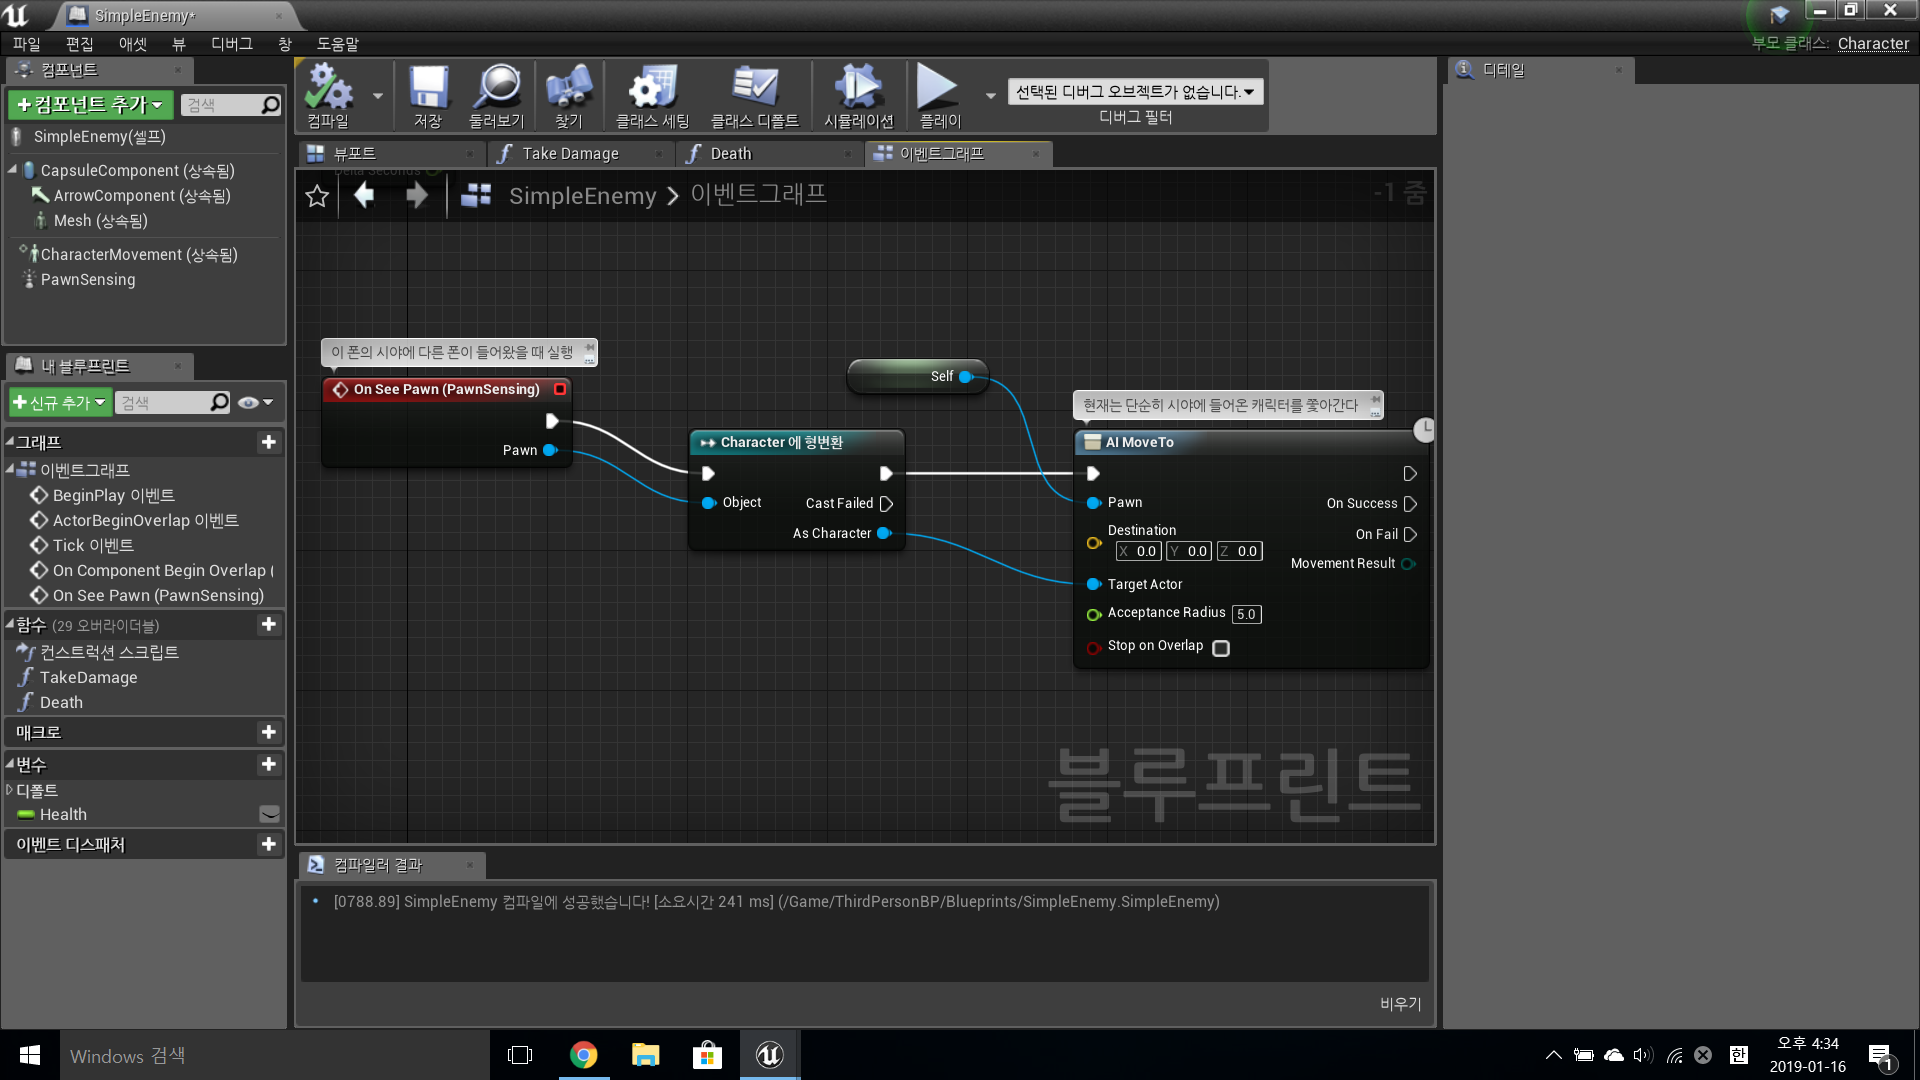 SimpleEnemy*
파일 편집 애셋 뷰 디버그 창 도움말
부모 클래스: Character
컴포넌트
+컴포넌트 추가
검색
SimpleEnemy(셀프)
CapsuleComponent (상속됨)
ArrowComponent (상속됨)
Mesh (상속됨)
CharacterMovement (상속됨)
PawnSensing
내 블루프린트
+신규 추가
검색
그래프
이벤트그래프
BeginPlay 이벤트
ActorBeginOverlap 이벤트
Tick 이벤트
On Component Begin Overlap (
On See Pawn (PawnSensing)
함수 (29 오버라이더블)
컨스트럭션 스크립트
TakeDamage
Death
매크로
변수
디폴트
Health
이벤트 디스패처
컴파일
저장
둘러보기
찾기
클래스 세팅
클래스 디폴트
시뮬레이션
플레이
선택된 디버그 오브젝트가 없습니다.
디버그 필터
뷰포트
Take Damage
Death
이벤트그래프
Delta Seconds
SimpleEnemy > 이벤트그래프
-1 줌
이 폰의 시야에 다른 폰이 들어왔을 때 실행
On See Pawn (PawnSensing)
Pawn
Character 에 형변환
Object
Cast Failed
As Character
Self
현재는 단순히 시야에 들어온 캐릭터를 쫓아간다
AI MoveTo
Pawn
On Success
Destination
X 0.0 Y 0.0 Z 0.0
On Fail
Movement Result
Target Actor
Acceptance Radius 5.0
Stop on Overlap
블루프린트
컴파일러 결과
[0788.89] SimpleEnemy 컴파일에 성공했습니다! [소요시간 241 ms] (/Game/ThirdPersonBP/Blueprints/SimpleEnemy.SimpleEnemy)
비우기
디테일
Windows 검색
한
오후 4:34
2019-01-16
1